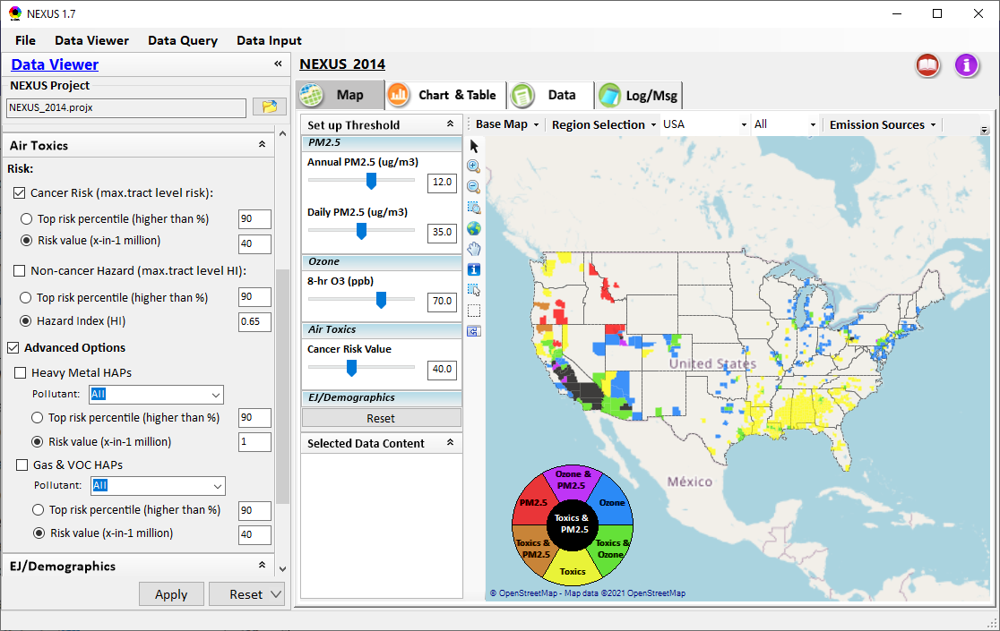 NEXUS 1.7
File Data Viewer Data Query Data Input
Data Viewer «
NEXUS Project
NEXUS_2014.projx
Air Toxics
Risk:
Cancer Risk (max.tract level risk):
Top risk percentile (higher than %) 90
Risk value (x-in-1 million) 40
Non-cancer Hazard (max.tract level HI):
Top risk percentile (higher than %) 90
Hazard Index (HI) 0.65
Advanced Options
Heavy Metal HAPs
Pollutant: All
Top risk percentile (higher than %) 90
Risk value (x-in-1 million) 1
Gas & VOC HAPs
Pollutant: All
Top risk percentile (higher than %) 90
Risk value (x-in-1 million) 40
EJ/Demographics
Apply Reset
NEXUS_2014
Map Chart & Table Data Log/Msg
Set up Threshold
PM2.5
Annual PM2.5 (ug/m3)
12.0
Daily PM2.5 (ug/m3)
35.0
Ozone
8-hr O3 (ppb)
70.0
Air Toxics
Cancer Risk Value
40.0
EJ/Demographics
Reset
Selected Data Content
Base Map Region Selection USA All Emission Sources
United States
México
Ozone & PM2.5
PM2.5
Ozone
Toxics & PM2.5
Toxics & PM2.5
Toxics & Ozone
Toxics
© OpenStreetMap - Map data ©2021 OpenStreetMap